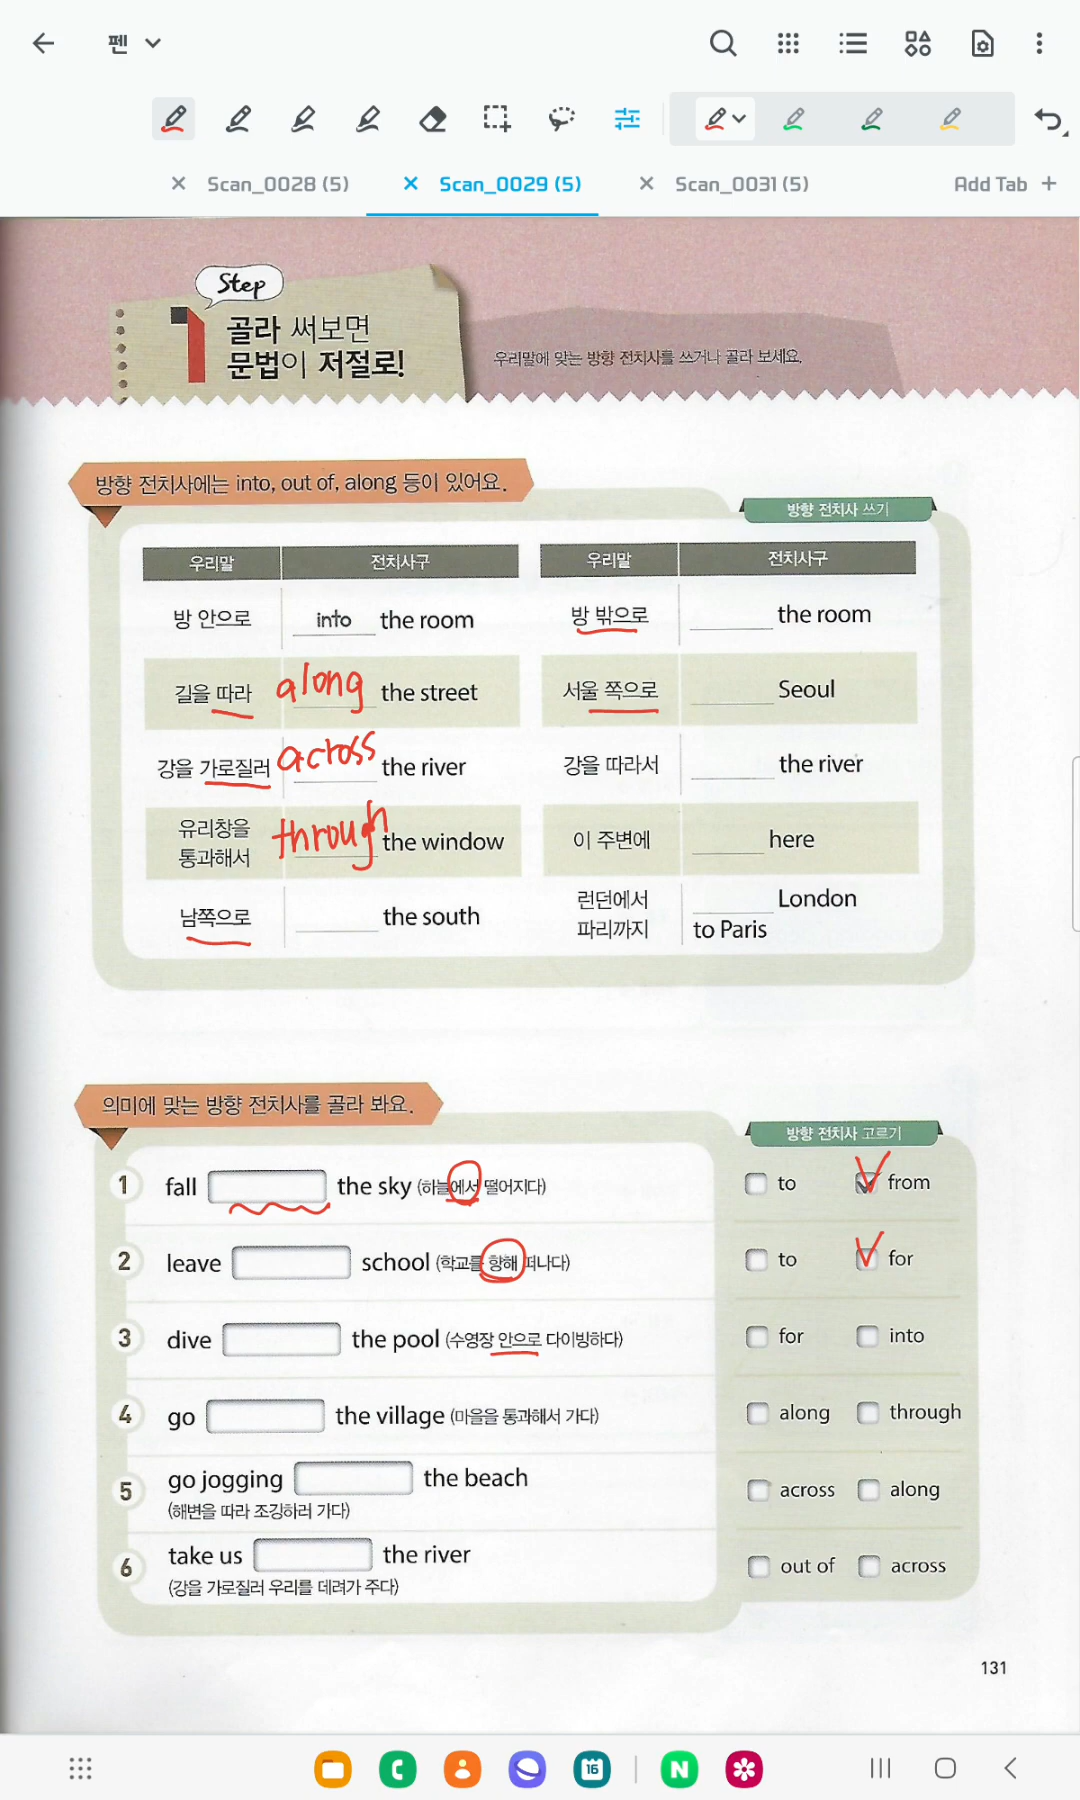 펜
Scan_0028 (5)
Scan_0029 (5)
Scan_0031 (5)
Add Tab +
Step
1
골라 써보면
문법이 저절로!
우리말에 맞는 방향 전치사를 쓰거나 골라 보세요.
방향 전치사에는 into, out of, along 등이 있어요.
방향 전치사 쓰기
우리말 전치사구 우리말 전치사구
방 안으로 into the room 방 밖으로 the room
길을 따라 along the street 서울 쪽으로 Seoul
강을 가로질러 across the river 강을 따라서 the river
유리창을
통과해서 through the window 이 주변에 here
남쪽으로 the south 런던에서 London
파리까지 to Paris
의미에 맞는 방향 전치사를 골라 봐요.
방향 전치사 고르기
1 fall the sky (하늘에서 떨어지다) to from
2 leave school (학교를 향해 떠나다) to for
3 dive the pool (수영장 안으로 다이빙하다) for into
4 go the village (마을을 통과해서 가다) along through
5 go jogging the beach across along
(해변을 따라 조깅하러 가다)
6 take us the river out of across
(강을 가로질러 우리를 데려가 주다)
131
16
N